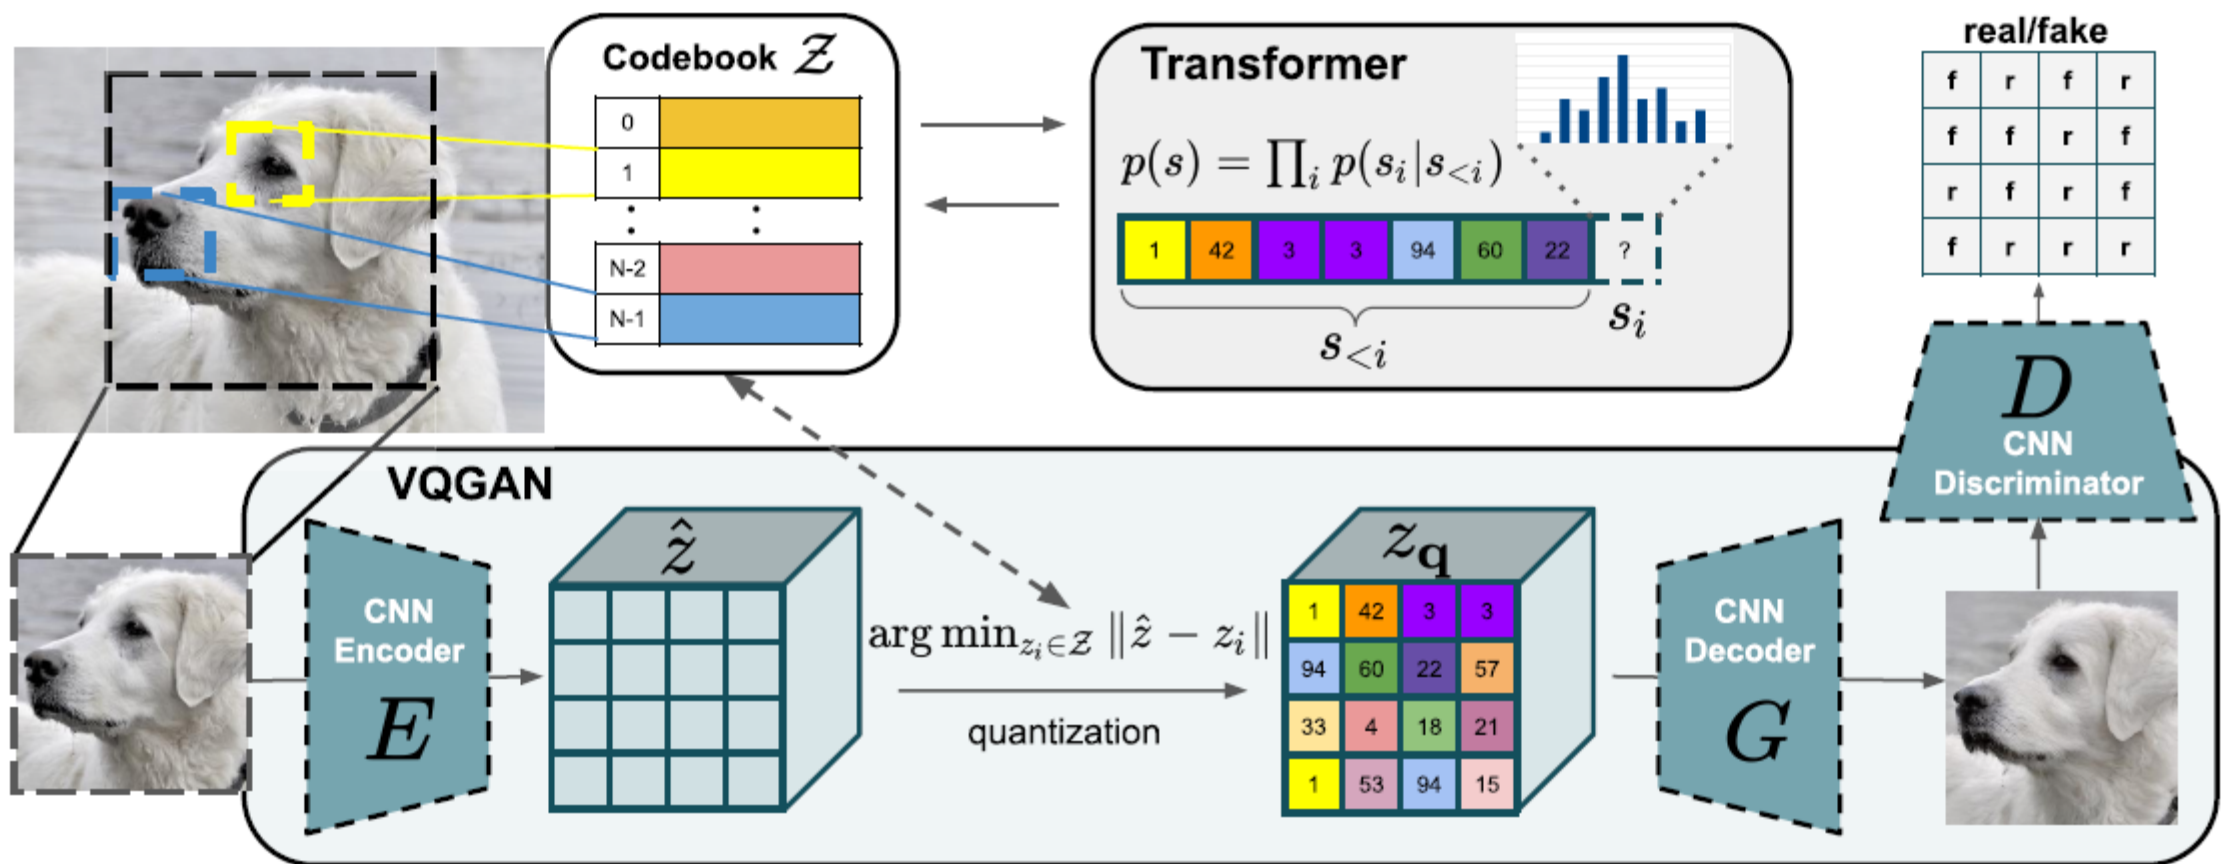 Codebook 𝒵
0
1
: :
N-2
N-1
Transformer
p(s) = ∏ᵢ p(sᵢ|s<ᵢ)
1 42 3 3 94 60 22 ?
s<ᵢ
sᵢ
real/fake
f r f r
f f r f
r f r f
f r r r
D
CNN
Discriminator
VQGAN
CNN
Encoder
E
ẑ
arg min_{zᵢ∈𝒵} ‖ẑ − zᵢ‖
quantization
z_q
1 42 3 3
94 60 22 57
33 4 18 21
1 53 94 15
CNN
Decoder
G